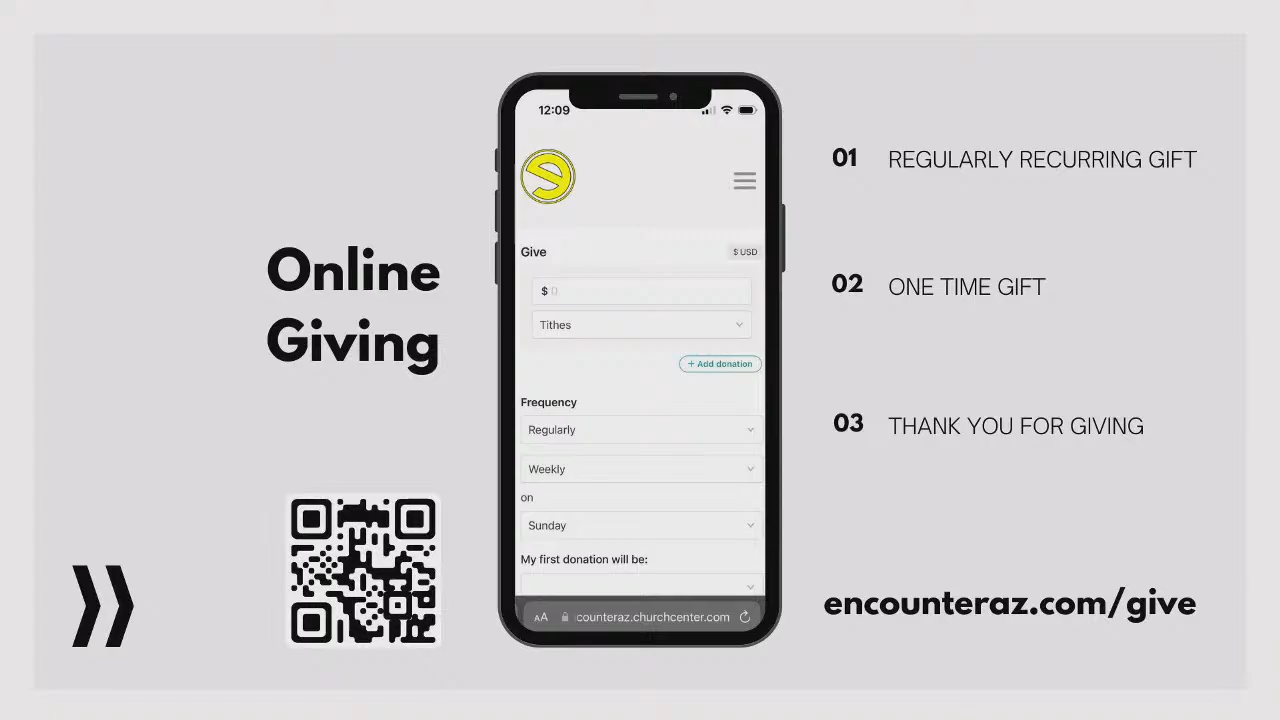 Online
Giving
12:09
Give
$ USD
$ 0
Tithes
+ Add donation
Frequency
Regularly
Weekly
on
Sunday
My first donation will be:
AA counteraz.churchcenter.com
01 REGULARLY RECURRING GIFT
02 ONE TIME GIFT
03 THANK YOU FOR GIVING
encounteraz.com/give